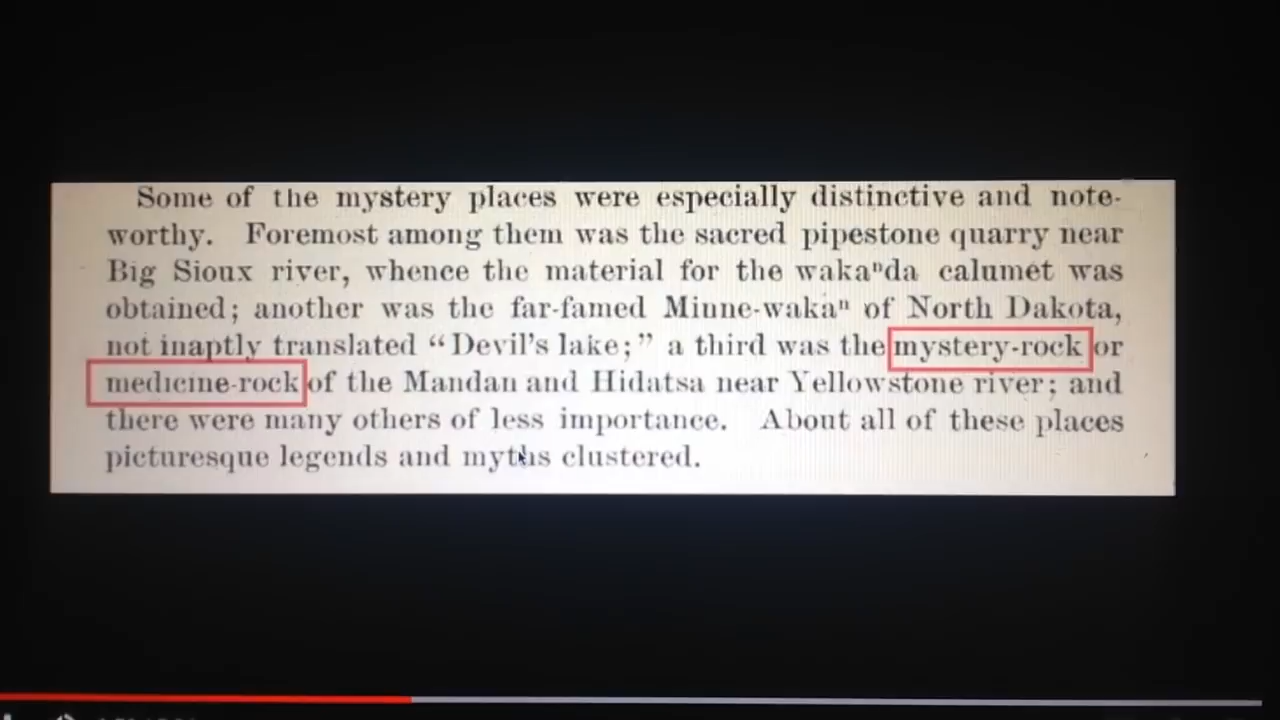 Some of the mystery places were especially distinctive and note-
worthy. Foremost among them was the sacred pipestone quarry near
Big Sioux river, whence the material for the wakaⁿda calumet was
obtained; another was the far-famed Minne-wakaⁿ of North Dakota,
not inaptly translated “Devil's lake;” a third was the mystery-rock or
medicine-rock of the Mandan and Hidatsa near Yellowstone river; and
there were many others of less importance. About all of these places
picturesque legends and myths clustered.